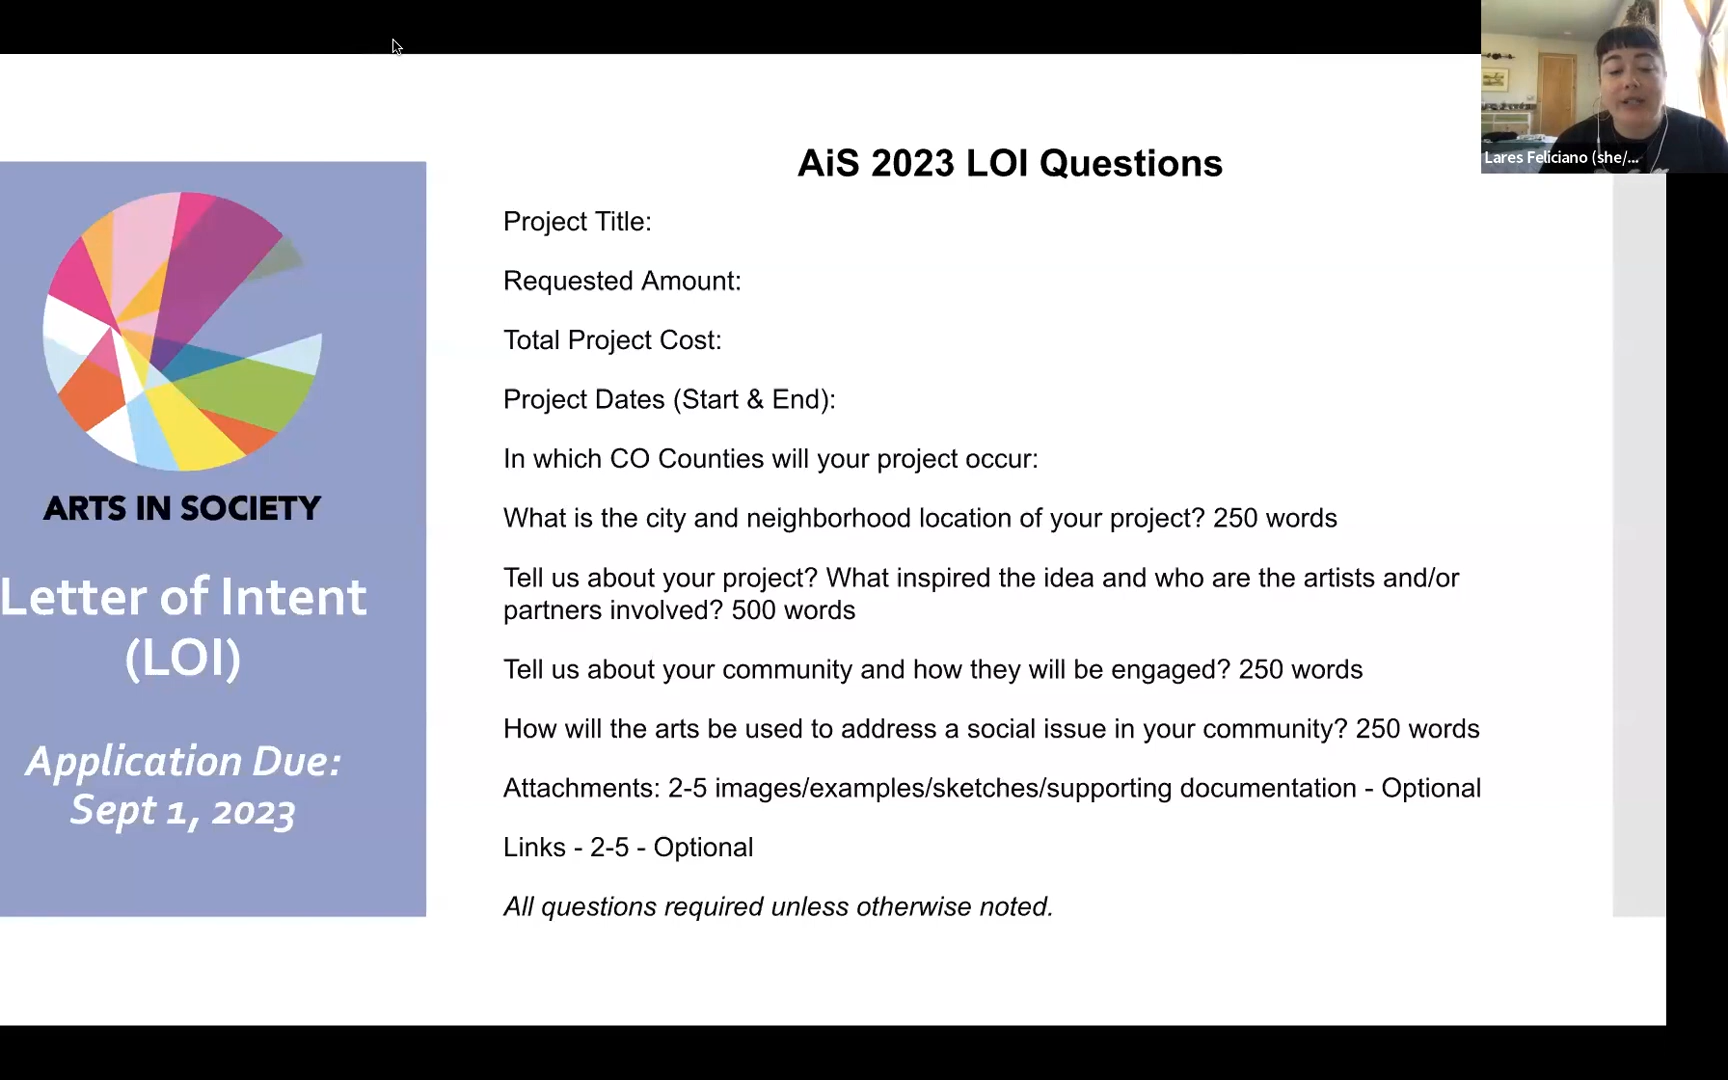 AiS 2023 LOI Questions
Lares Feliciano (she/...
Project Title:
Requested Amount:
Total Project Cost:
Project Dates (Start & End):
In which CO Counties will your project occur:
What is the city and neighborhood location of your project? 250 words
Tell us about your project? What inspired the idea and who are the artists and/or
partners involved? 500 words
Tell us about your community and how they will be engaged? 250 words
How will the arts be used to address a social issue in your community? 250 words
Attachments: 2-5 images/examples/sketches/supporting documentation - Optional
Links - 2-5 - Optional
All questions required unless otherwise noted.
ARTS IN SOCIETY
Letter of Intent
(LOI)
Application Due:
Sept 1, 2023